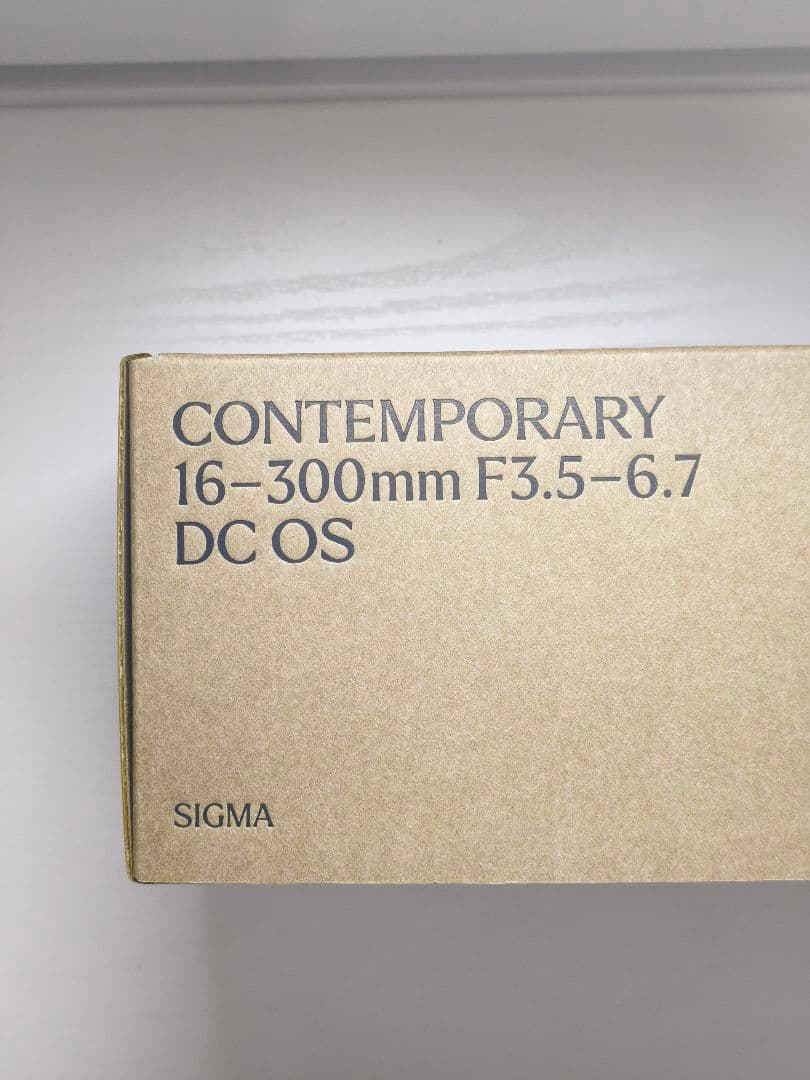 CONTEMPORARY
16–300mm F3.5–6.7
DC OS
SIGMA